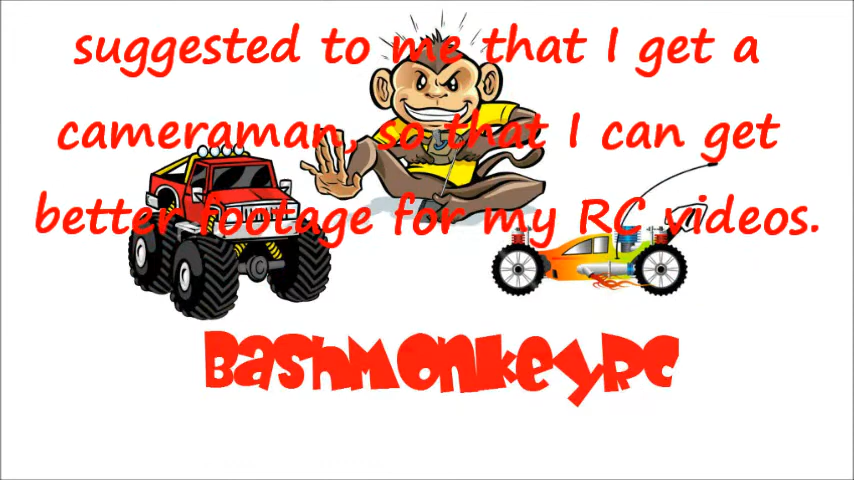 suggested to me that I get a
cameraman, so that I can get
better footage for my RC videos.
BashMonkeyRC